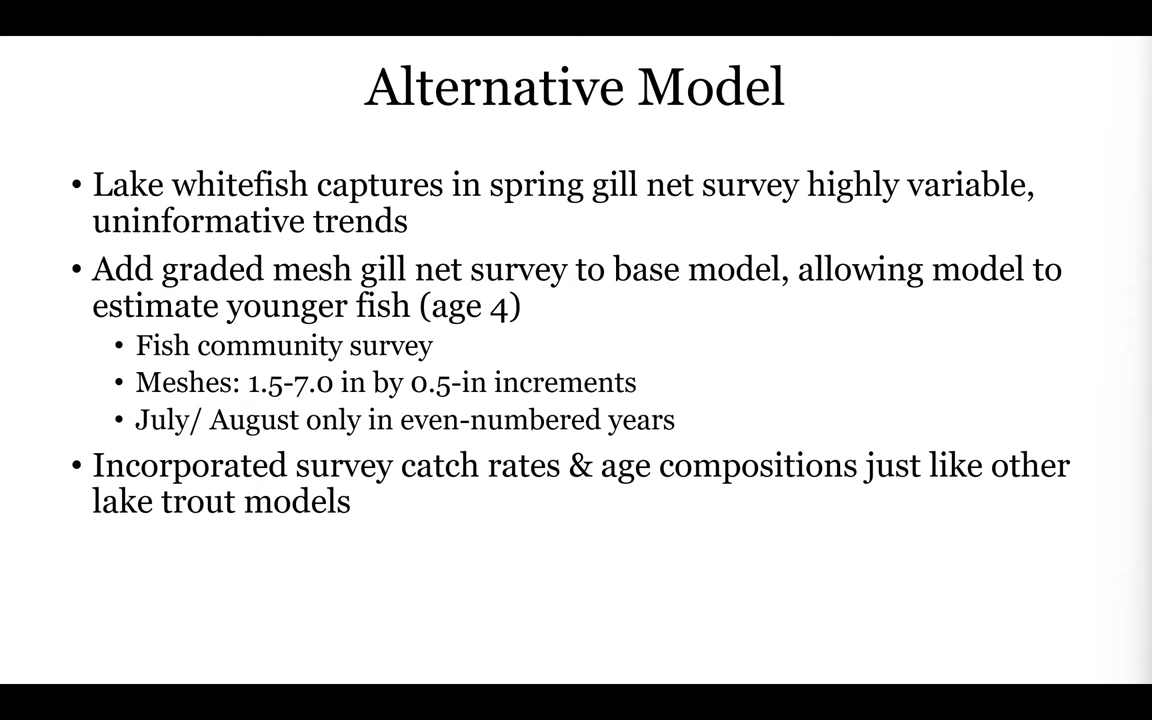 Alternative Model
• Lake whitefish captures in spring gill net survey highly variable,
uninformative trends
• Add graded mesh gill net survey to base model, allowing model to
estimate younger fish (age 4)
• Fish community survey
• Meshes: 1.5-7.0 in by 0.5-in increments
• July/ August only in even-numbered years
• Incorporated survey catch rates & age compositions just like other
lake trout models